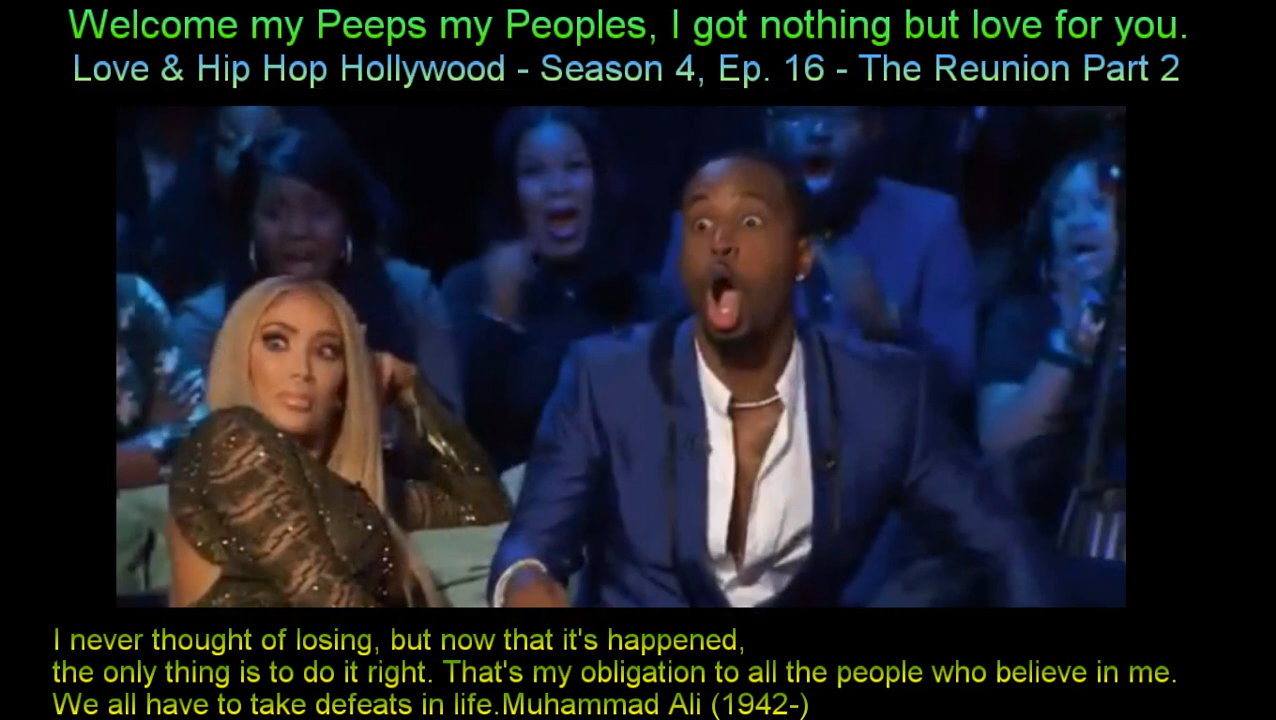 Welcome my Peeps my Peoples, I got nothing but love for you.
Love & Hip Hop Hollywood - Season 4, Ep. 16 - The Reunion Part 2
I never thought of losing, but now that it's happened,
the only thing is to do it right. That's my obligation to all the people who believe in me.
We all have to take defeats in life.Muhammad Ali (1942-)